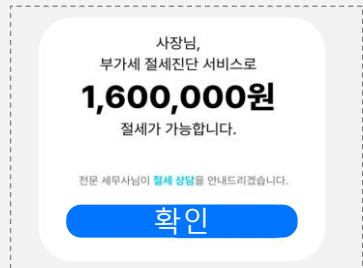 사장님,
부가세 절세진단 서비스로
1,600,000원
절세가 가능합니다.
전문 세무사님이 절세 상담을 안내드리겠습니다.
확인